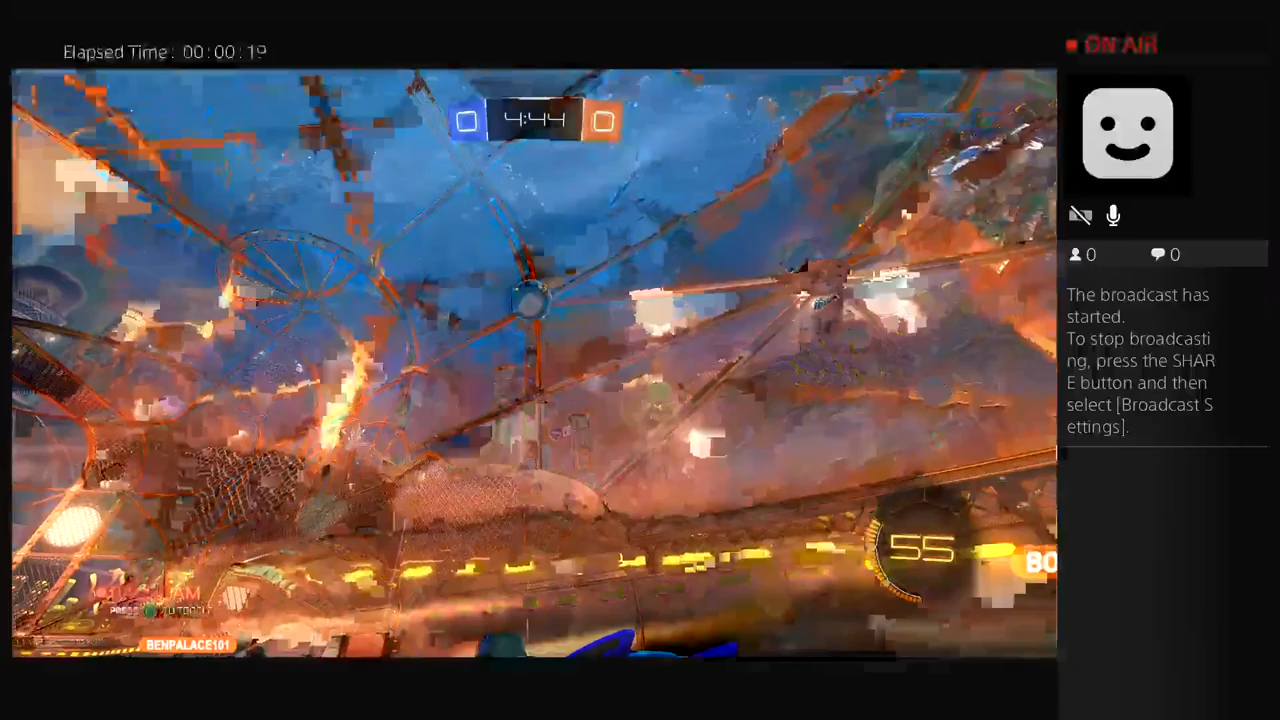 Elapsed Time : 00:00:19
ON AIR
0 4:44 0
0 0
The broadcast has
started.
To stop broadcasti
ng, press the SHAR
E button and then
select [Broadcast S
ettings].
55
BO
BENPALACE101